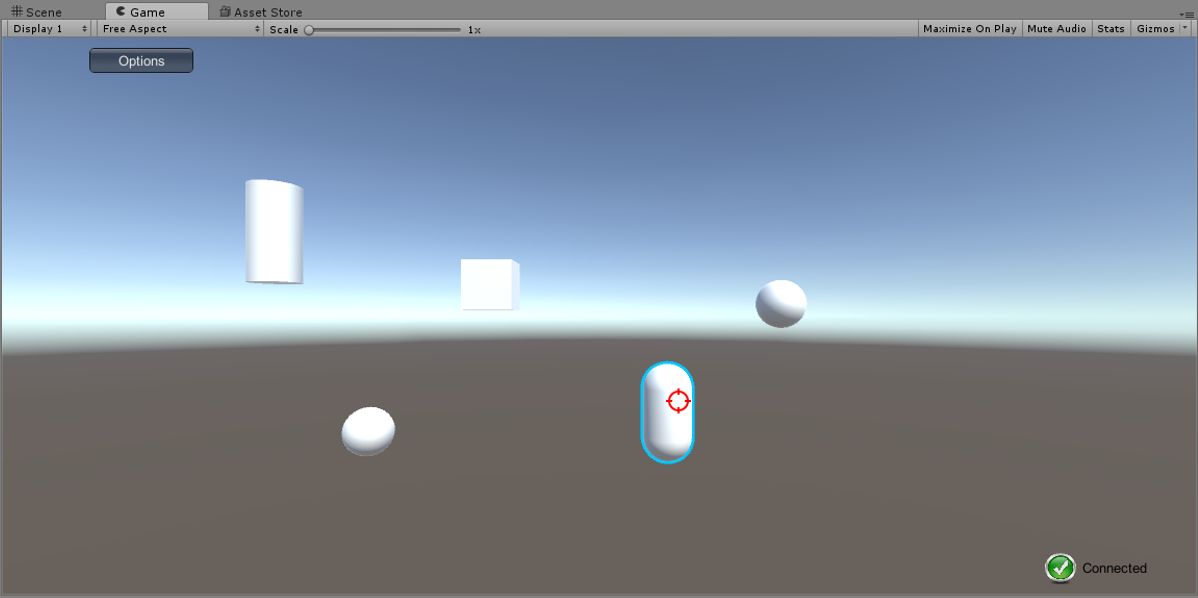 Scene Game Asset Store
Display 1 Free Aspect Scale 1x Maximize On Play Mute Audio Stats Gizmos
Options
Connected